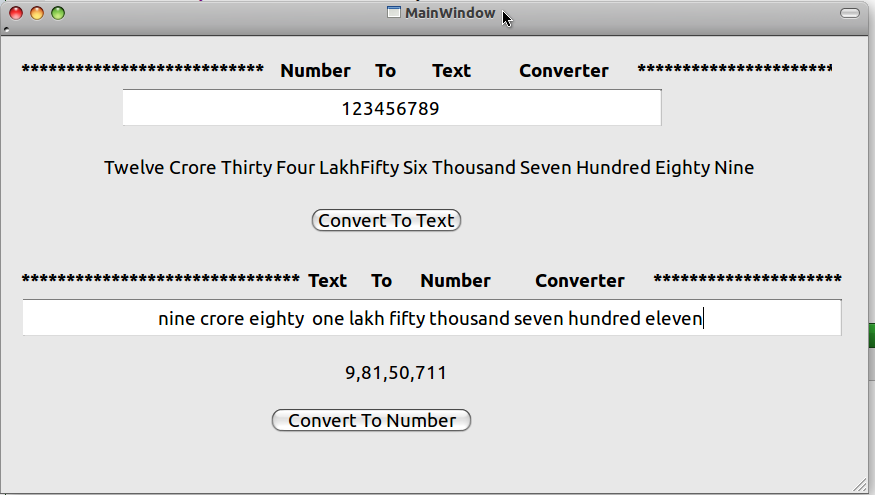 MainWindow
*************************** Number To Text Converter **********************
123456789
Twelve Crore Thirty Four LakhFifty Six Thousand Seven Hundred Eighty Nine
Convert To Text
******************************* Text To Number Converter *********************
nine crore eighty  one lakh fifty thousand seven hundred eleven
9,81,50,711
Convert To Number